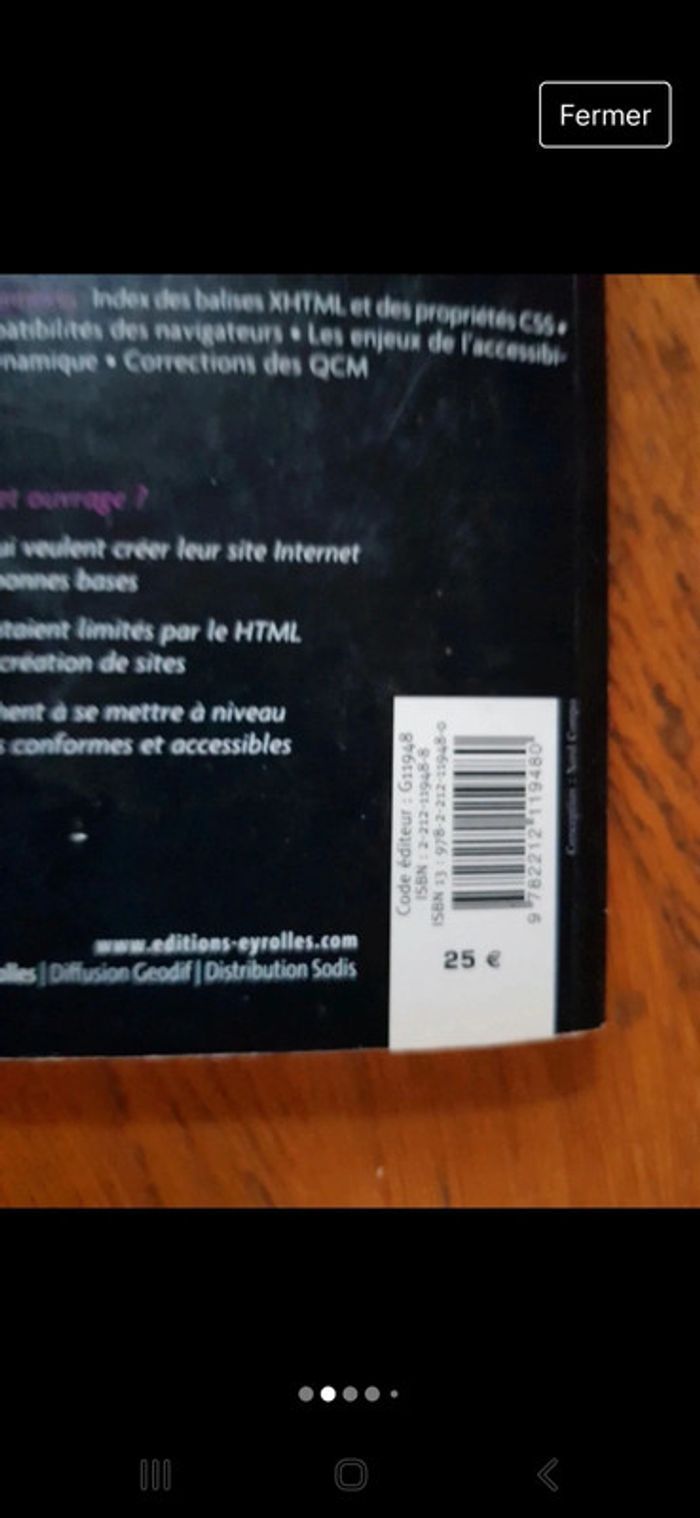 Fermer
Index des balises XHTML et des propriétés CSS •
patibilités des navigateurs • Les enjeux de l'accessibi-
namique • Corrections des QCM
et ouvrage ?
ui veulent créer leur site Internet
bonnes bases
taient limités par le HTML
création de sites
hent à se mettre à niveau
s conformes et accessibles
Code éditeur : G11948
ISBN : 2-212-11948-8
ISBN 13 : 978-2-212-11948-0
9 782212 119480
25 €
www.editions-eyrolles.com
olles | Diffusion Geodif | Distribution Sodis